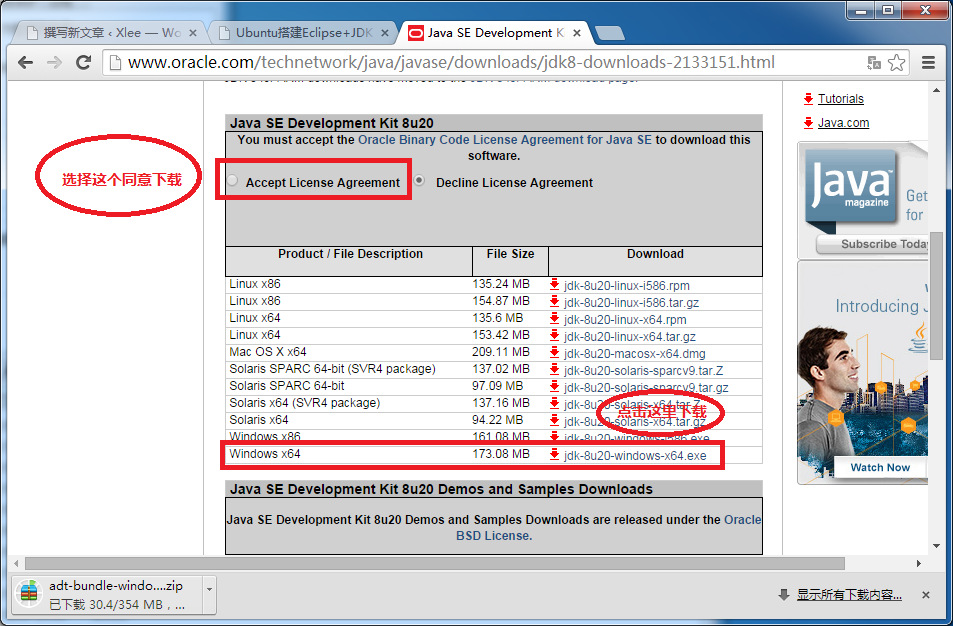 撰写新文章 ‹ Xlee — Wo
Ubuntu搭建Eclipse+JDK
Java SE Development K
www.oracle.com/technetwork/java/javase/downloads/jdk8-downloads-2133151.html
Tutorials
Java.com
Java SE Development Kit 8u20
You must accept the Oracle Binary Code License Agreement for Java SE to download this
software.
选择这个同意下载
Accept License Agreement
Decline License Agreement
Java
magazine
Get
for
Subscribe Today
Product / File Description File Size Download
Linux x86 135.24 MB jdk-8u20-linux-i586.rpm
Linux x86 154.87 MB jdk-8u20-linux-i586.tar.gz
Linux x64 135.6 MB jdk-8u20-linux-x64.rpm
Linux x64 153.42 MB jdk-8u20-linux-x64.tar.gz
Mac OS X x64 209.11 MB jdk-8u20-macosx-x64.dmg
Solaris SPARC 64-bit (SVR4 package) 137.02 MB jdk-8u20-solaris-sparcv9.tar.Z
Solaris SPARC 64-bit 97.09 MB jdk-8u20-solaris-sparcv9.tar.gz
Solaris x64 (SVR4 package) 137.16 MB jdk-8u20-solaris-x64.tar.Z
点击这里下载
Solaris x64 94.22 MB jdk-8u20-solaris-x64.tar.gz
Windows x86 161.08 MB jdk-8u20-windows-i586.exe
Windows x64 173.08 MB jdk-8u20-windows-x64.exe
Introducing J
Watch Now
Java SE Development Kit 8u20 Demos and Samples Downloads
Java SE Development Kit 8u20 Demos and Samples Downloads are released under the Oracle
BSD License.
adt-bundle-windo....zip
已下载 30.4/354 MB，...
显示所有下载内容...